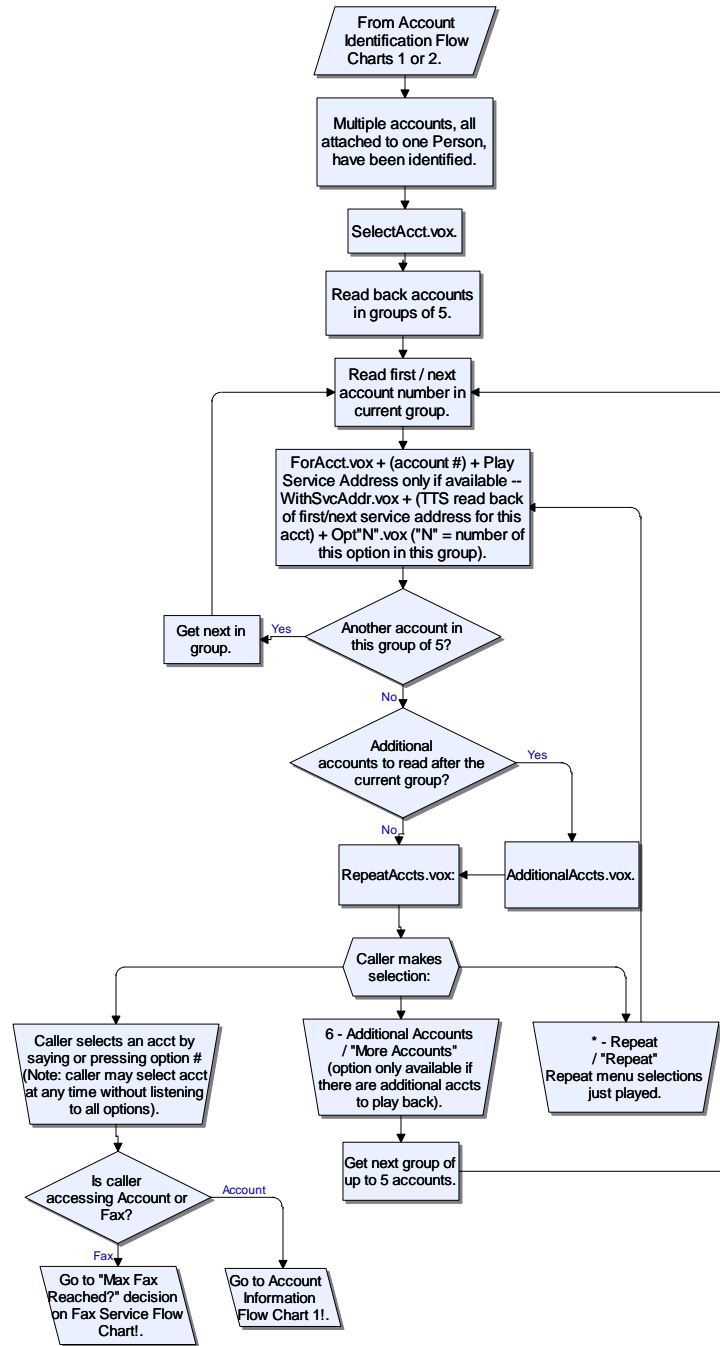 From Account
Identification Flow
Charts 1 or 2.
Multiple accounts, all
attached to one Person,
have been identified.
SelectAcct.vox.
Read back accounts
in groups of 5.
Read first / next
account number in
current group.
ForAcct.vox + (account #) + Play
Service Address only if available --
WithSvcAddr.vox + (TTS read back
of first/next service address for this
acct) + Opt"N".vox ("N" = number of
this option in this group).
Another account in
this group of 5?
Yes
Get next in
group.
No
Additional
accounts to read after the
current group?
Yes
No
RepeatAccts.vox:
AdditionalAccts.vox.
Caller makes
selection:
Caller selects an acct by
saying or pressing option #
(Note: caller may select acct
at any time without listening
to all options).
6 - Additional Accounts
/ "More Accounts"
(option only available if
there are additional accts
to play back).
* - Repeat
/ "Repeat"
Repeat menu selections
just played.
Get next group of
up to 5 accounts.
Is caller
accessing Account or
Fax?
Account
Fax
Go to "Max Fax
Reached?" decision
on Fax Service Flow
Chart!.
Go to Account
Information
Flow Chart 1!.